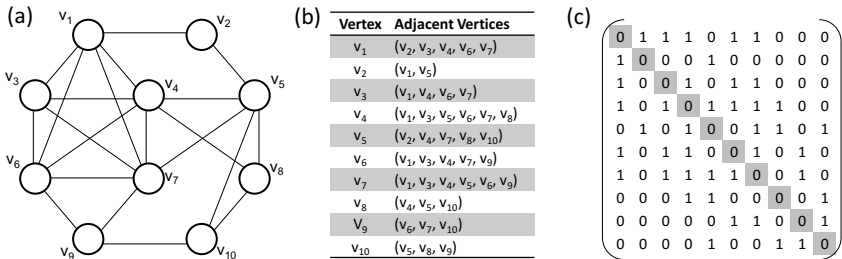 (a)
v1
v2
v3
v4
v5
v6
v7
v8
v9
v10
(b)
Vertex Adjacent Vertices
v1 (v2, v3, v4, v6, v7)
v2 (v1, v5)
v3 (v1, v4, v6, v7)
v4 (v1, v3, v5, v6, v7, v8)
v5 (v2, v4, v7, v8, v10)
v6 (v1, v3, v4, v7, v9)
v7 (v1, v3, v4, v5, v6, v9)
v8 (v4, v5, v10)
V9 (v6, v7, v10)
v10 (v5, v8, v9)
(c)
0 1 1 1 0 1 1 0 0 0
1 0 0 0 1 0 0 0 0 0
1 0 0 1 0 1 1 0 0 0
1 0 1 0 1 1 1 1 0 0
0 1 0 1 0 0 1 1 0 1
1 0 1 1 0 0 1 0 1 0
1 0 1 1 1 1 0 0 1 0
0 0 0 1 1 0 0 0 0 1
0 0 0 0 0 1 1 0 0 1
0 0 0 0 1 0 0 1 1 0